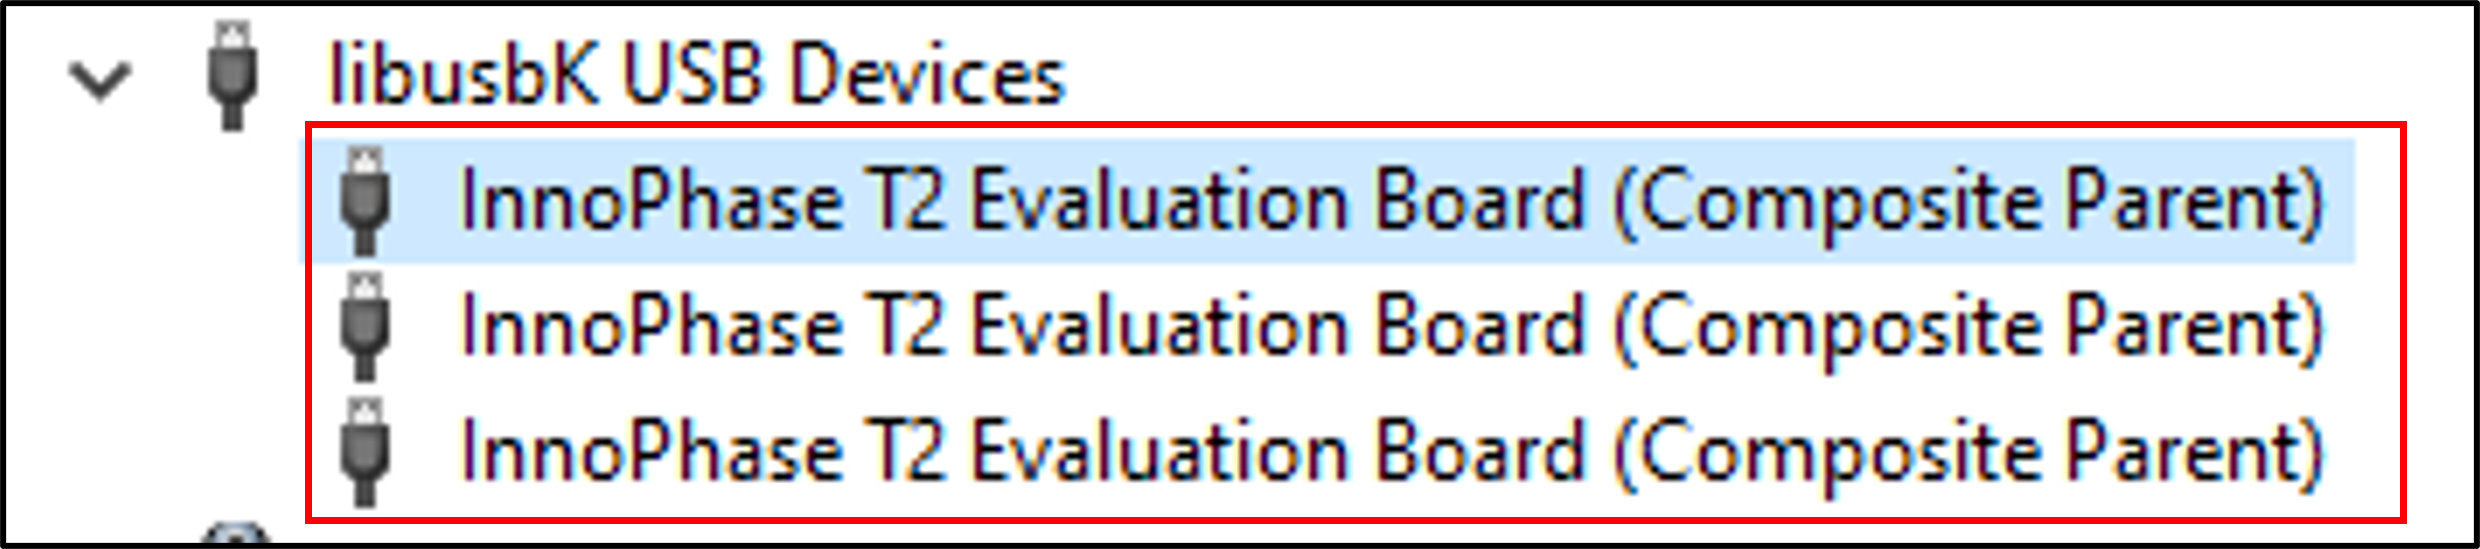 libusbK USB Devices
InnoPhase T2 Evaluation Board (Composite Parent)
InnoPhase T2 Evaluation Board (Composite Parent)
InnoPhase T2 Evaluation Board (Composite Parent)